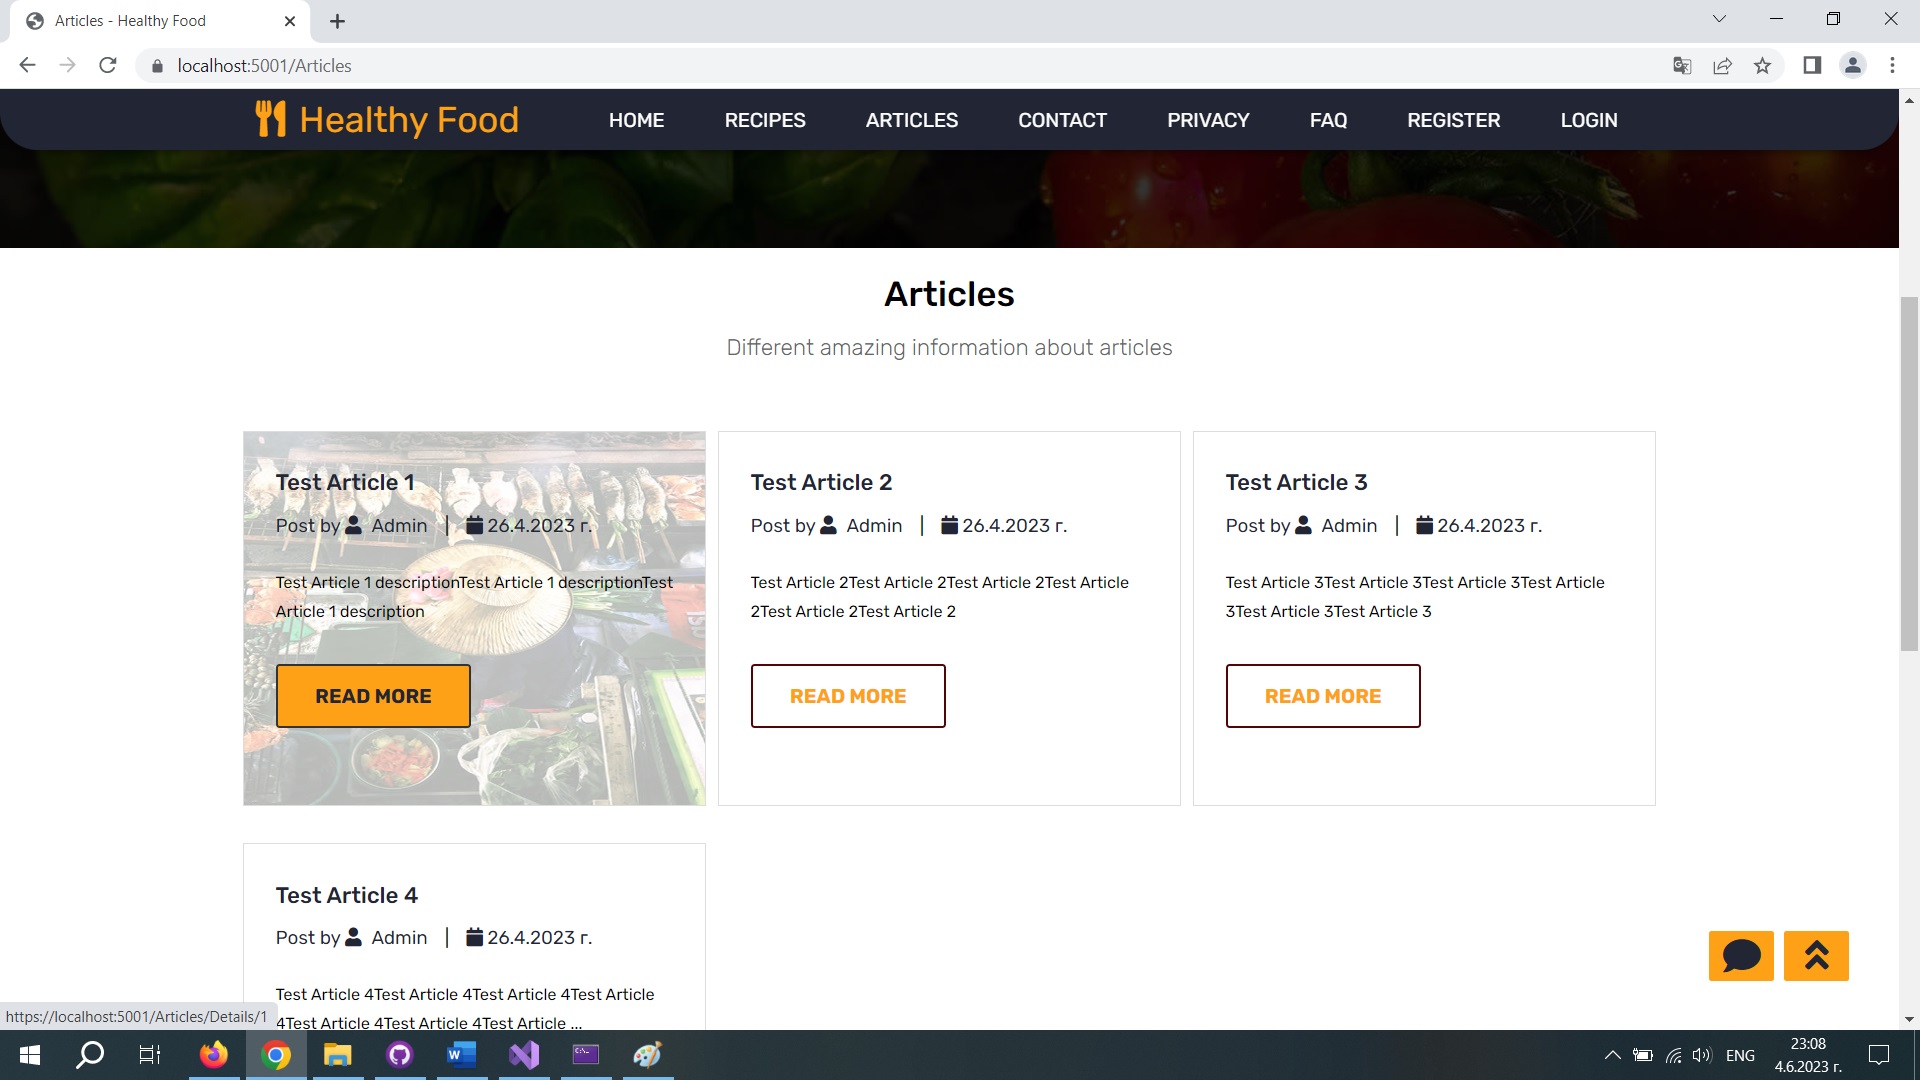 Articles - Healthy Food
localhost:5001/Articles
Healthy Food HOME RECIPES ARTICLES CONTACT PRIVACY FAQ REGISTER LOGIN
Articles
Different amazing information about articles
Test Article 1
Post by Admin | 26.4.2023 г.
Test Article 1 descriptionTest Article 1 descriptionTest
Article 1 description
READ MORE
Test Article 2
Post by Admin | 26.4.2023 г.
Test Article 2Test Article 2Test Article 2Test Article
2Test Article 2Test Article 2
READ MORE
Test Article 3
Post by Admin | 26.4.2023 г.
Test Article 3Test Article 3Test Article 3Test Article
3Test Article 3Test Article 3
READ MORE
Test Article 4
Post by Admin | 26.4.2023 г.
Test Article 4Test Article 4Test Article 4Test Article
4Test Article 4Test Article 4Test Article ...
https://localhost:5001/Articles/Details/1
ENG
23:08
4.6.2023 г.